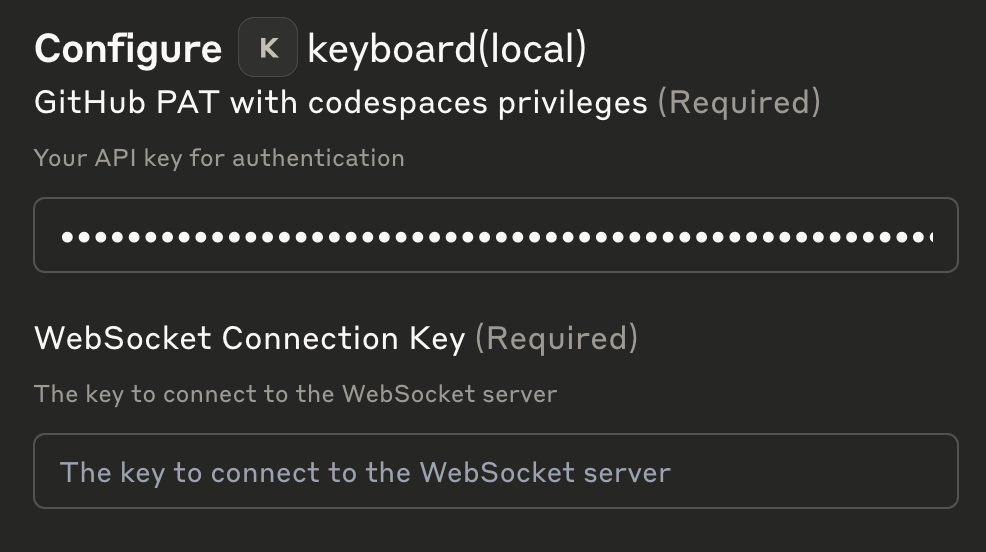 Configure K keyboard(local)
GitHub PAT with codespaces privileges (Required)
Your API key for authentication
••••••••••••••••••••••••••••••••••••••••••••••••••••
WebSocket Connection Key (Required)
The key to connect to the WebSocket server
The key to connect to the WebSocket server